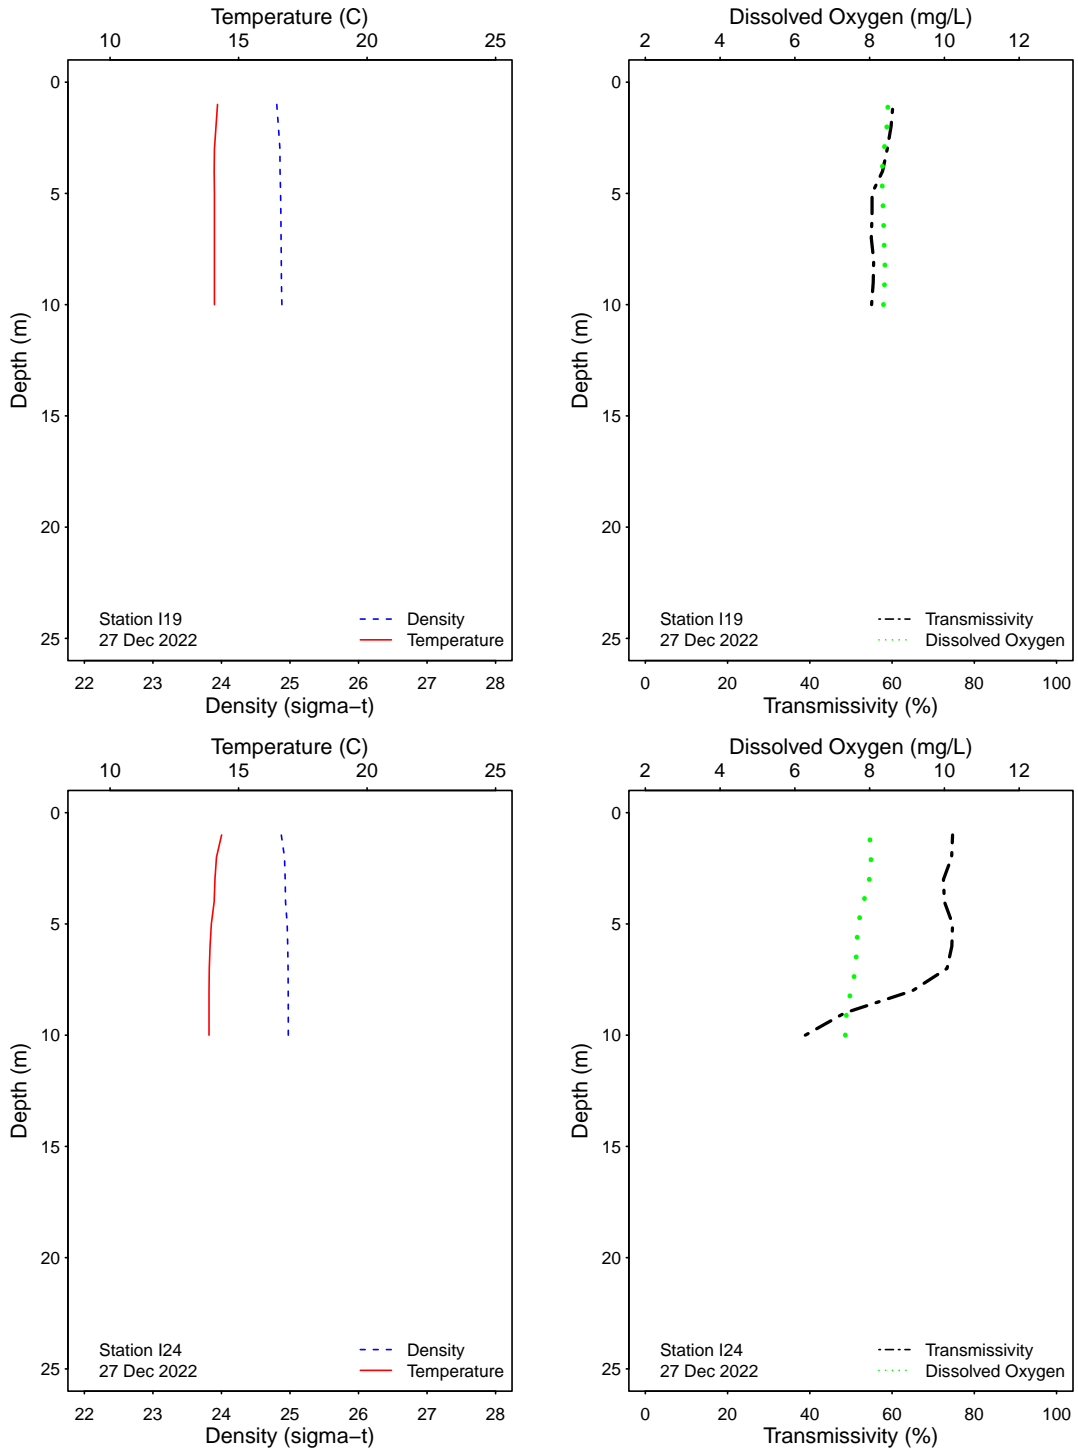 Temperature (C)
10 15 20 25
0
5
10
15
20
25
Depth (m)
Station I19
27 Dec 2022
Density
Temperature
22 23 24 25 26 27 28
Density (sigma−t)
Dissolved Oxygen (mg/L)
2 4 6 8 10 12
0
5
10
15
20
25
Depth (m)
Station I19
27 Dec 2022
Transmissivity
Dissolved Oxygen
0 20 40 60 80 100
Transmissivity (%)
Temperature (C)
10 15 20 25
0
5
10
15
20
25
Depth (m)
Station I24
27 Dec 2022
Density
Temperature
22 23 24 25 26 27 28
Density (sigma−t)
Dissolved Oxygen (mg/L)
2 4 6 8 10 12
0
5
10
15
20
25
Depth (m)
Station I24
27 Dec 2022
Transmissivity
Dissolved Oxygen
0 20 40 60 80 100
Transmissivity (%)